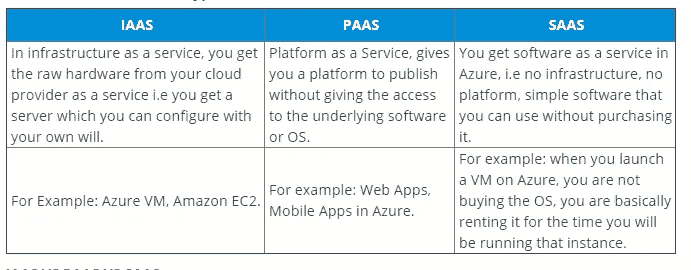 IAAS
PAAS
SAAS
In infrastructure as a service, you get
the raw hardware from your cloud
provider as a service i.e you get a
server which you can configure with
your own will.
Platform as a Service, gives
you a platform to publish
without giving the access
to the underlying software
or OS.
You get software as a service in
Azure, i.e no infrastructure, no
platform, simple software that
you can use without purchasing
it.
For Example: Azure VM, Amazon EC2.
For example: Web Apps,
Mobile Apps in Azure.
For example: when you launch
a VM on Azure, you are not
buying the OS, you are basically
renting it for the time you will
be running that instance.